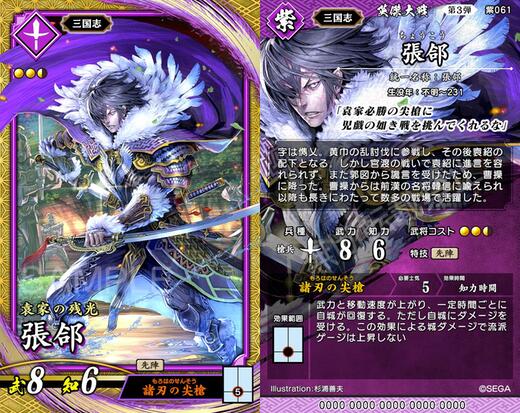 三国志
袁家の残光
張郃
先陣
武8 知6
もろはのせんそう
諸刃の尖槍
5
紫
三国志
英傑大戦
第3弾
紫061
ちょうこう
張郃
統一名称:張郃
生没年:不明~231
「袁家必勝の尖槍に
児戯の如き戦を挑んでくれるな」
字は儁乂。黄巾の乱討伐に参戦し、その後袁紹の
配下となる。しかし官渡の戦いで袁紹に進言を容
れられず、また郭図から讒言を受けたため、曹操
に降った。曹操からは前漢の名将韓信に喩えられ
以降も長きにわたって数多の戦場で活躍した。
兵種 武力 知力 武将コスト
槍兵 8 6
特技 先陣
もろはのせんそう
諸刃の尖槍
必要士気 5
効果時間 知力時間
効果範囲
武力と移動速度が上がり、一定時間ごとに
自城が回復する。ただし自城にダメージを
受ける。この効果による城ダメージで流派
ゲージは上昇しない
Illustration:杉浦善夫
©SEGA
0000 0000 0000 0000 0000